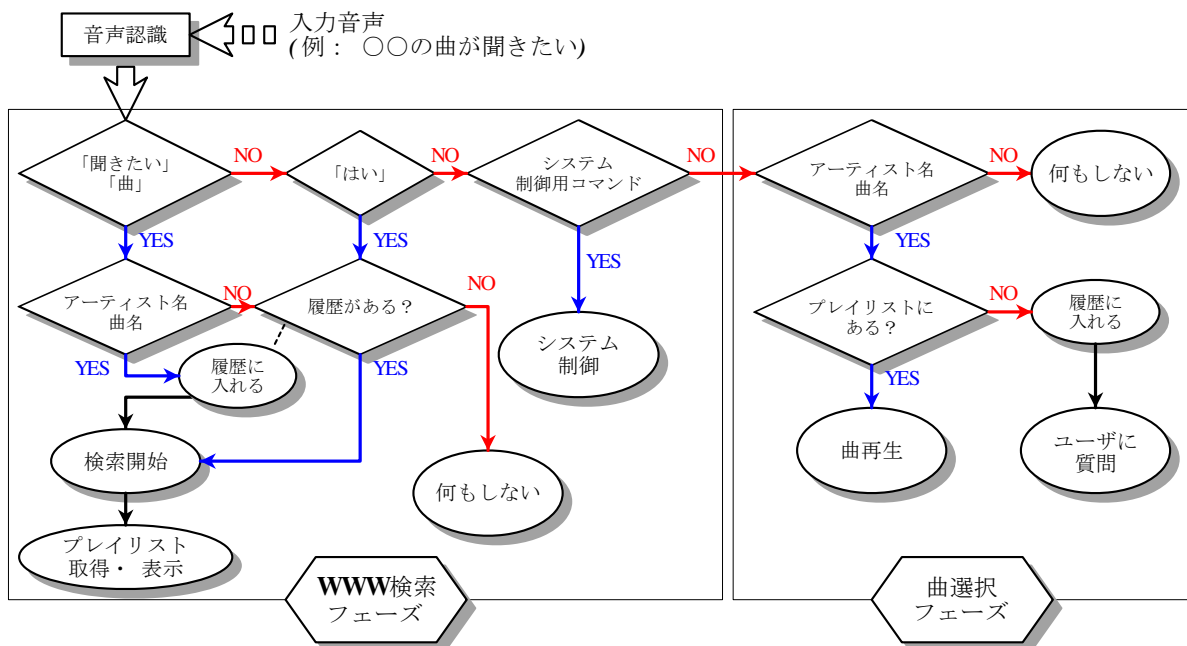 音声認識
入力音声
(例： 〇〇の曲が聞きたい)
「聞きたい」
「曲」
NO
「はい」
NO
システム
制御用コマンド
NO
アーティスト名
曲名
NO
何もしない
YES
YES
YES
YES
アーティスト名
曲名
NO
履歴がある？
NO
プレイリストに
ある？
NO
履歴に
入れる
システム
制御
YES
履歴に
入れる
YES
YES
検索開始
何もしない
曲再生
ユーザに
質問
プレイリスト
取得・ 表示
WWW検索
フェーズ
曲選択
フェーズ